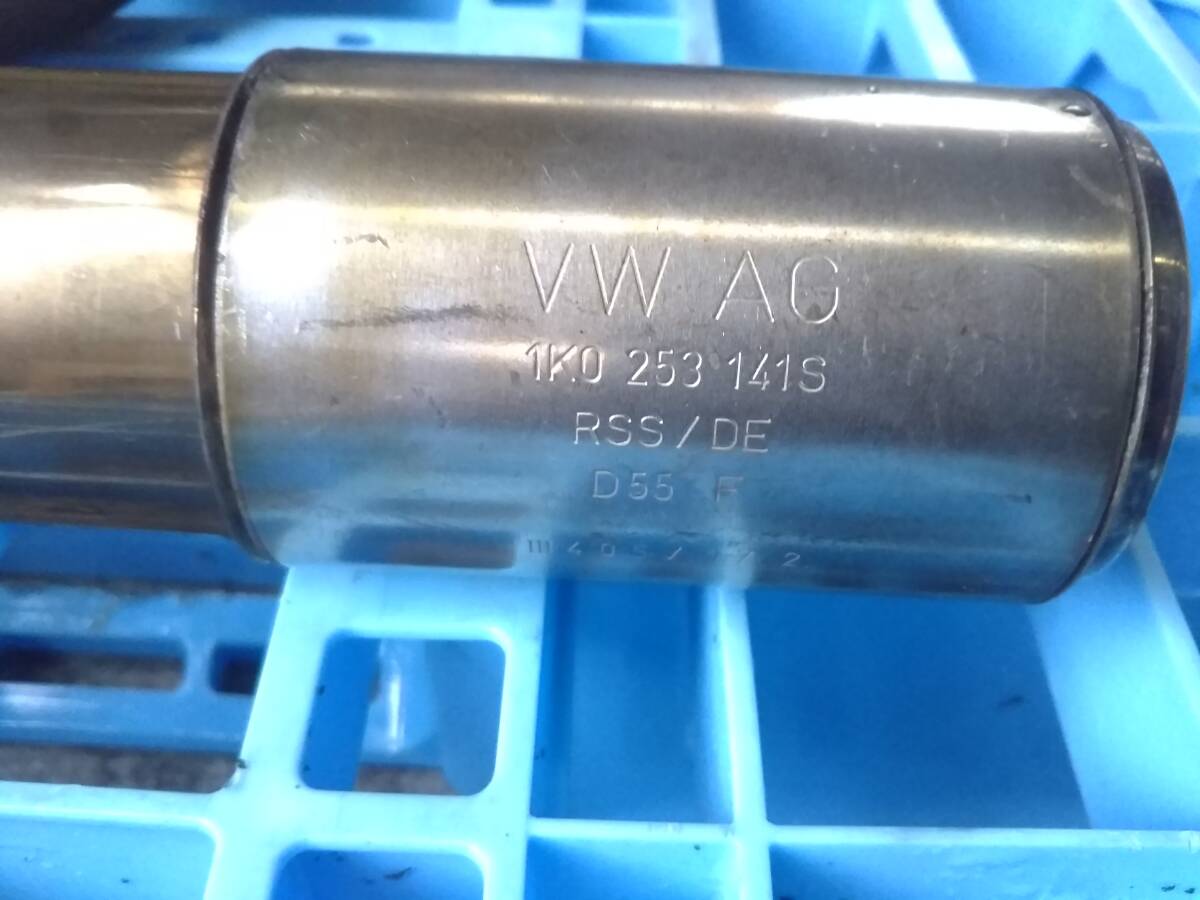 VW AG
1K0 253 141S
RSS/DE
D55 F